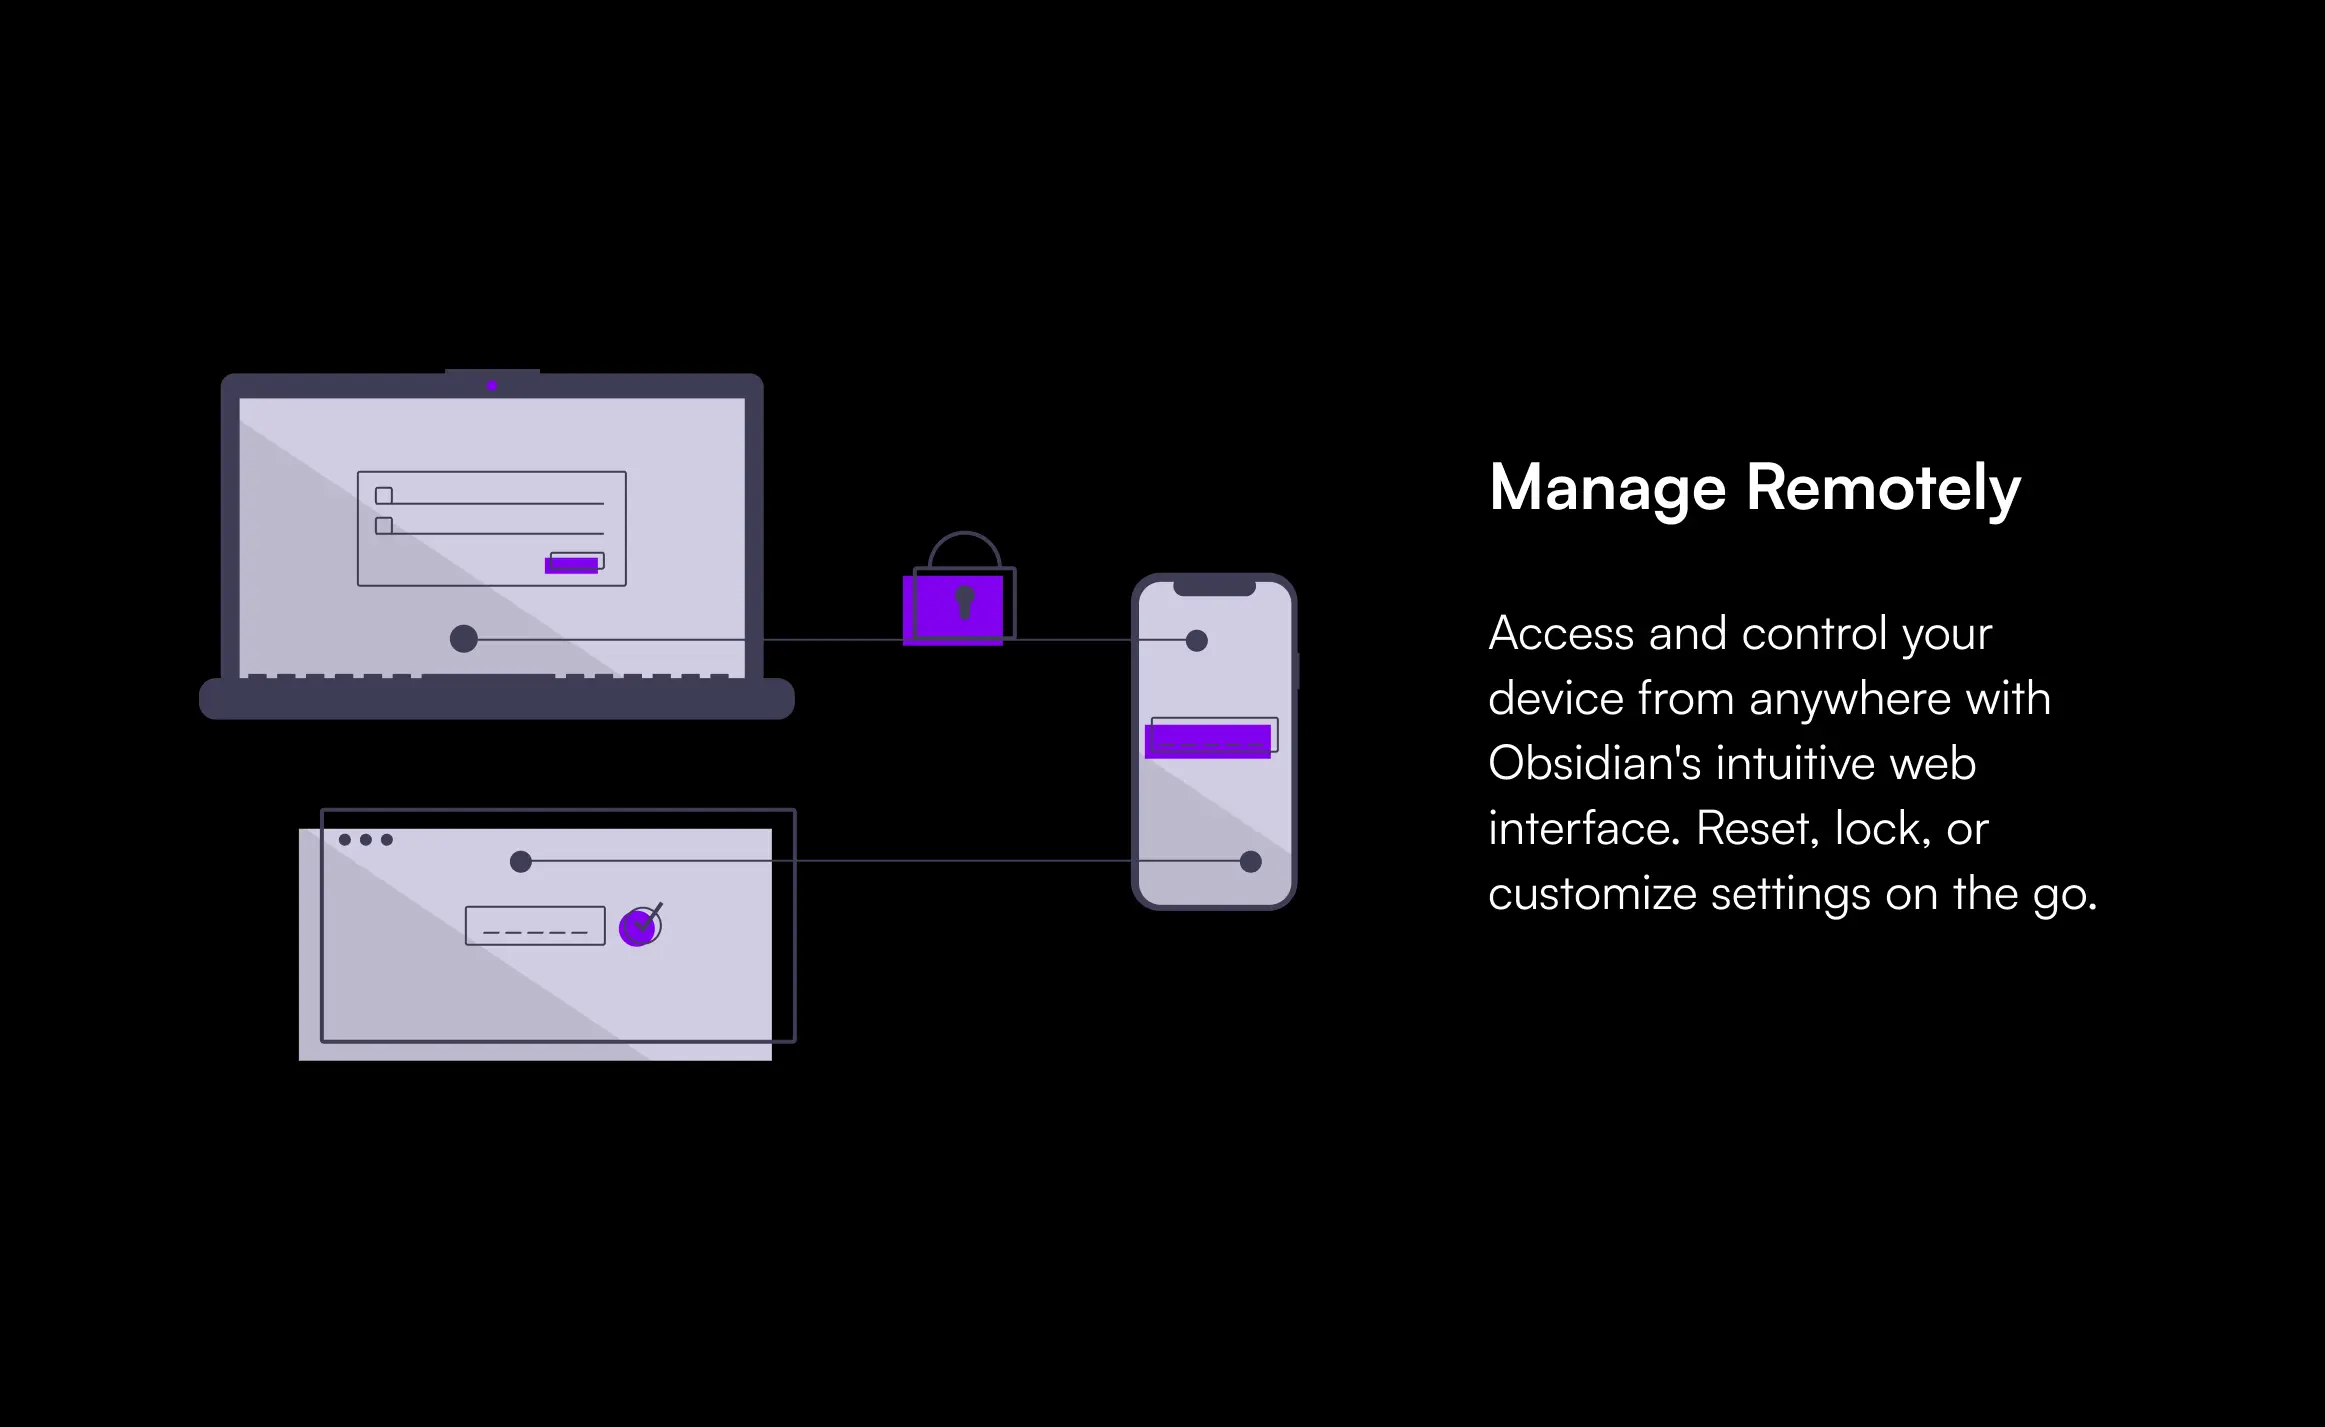 Manage Remotely
Access and control your
device from anywhere with
Obsidian's intuitive web
interface. Reset, lock, or
customize settings on the go.